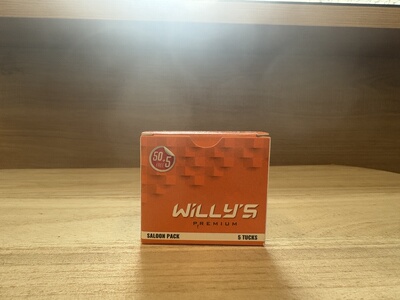 50
5
WiLLY'S
PREMIUM
SALOON PACK
5 TUCKS